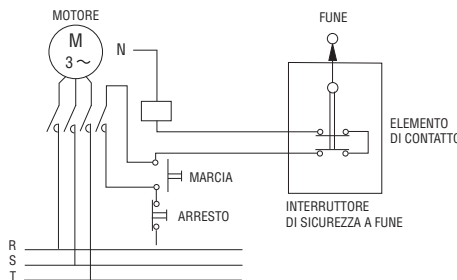 MOTORE
M
3 ~
N
FUNE
ELEMENTO
DI CONTATTO
MARCIA
ARRESTO
INTERRUTTORE
DI SICUREZZA A FUNE
R
S
T